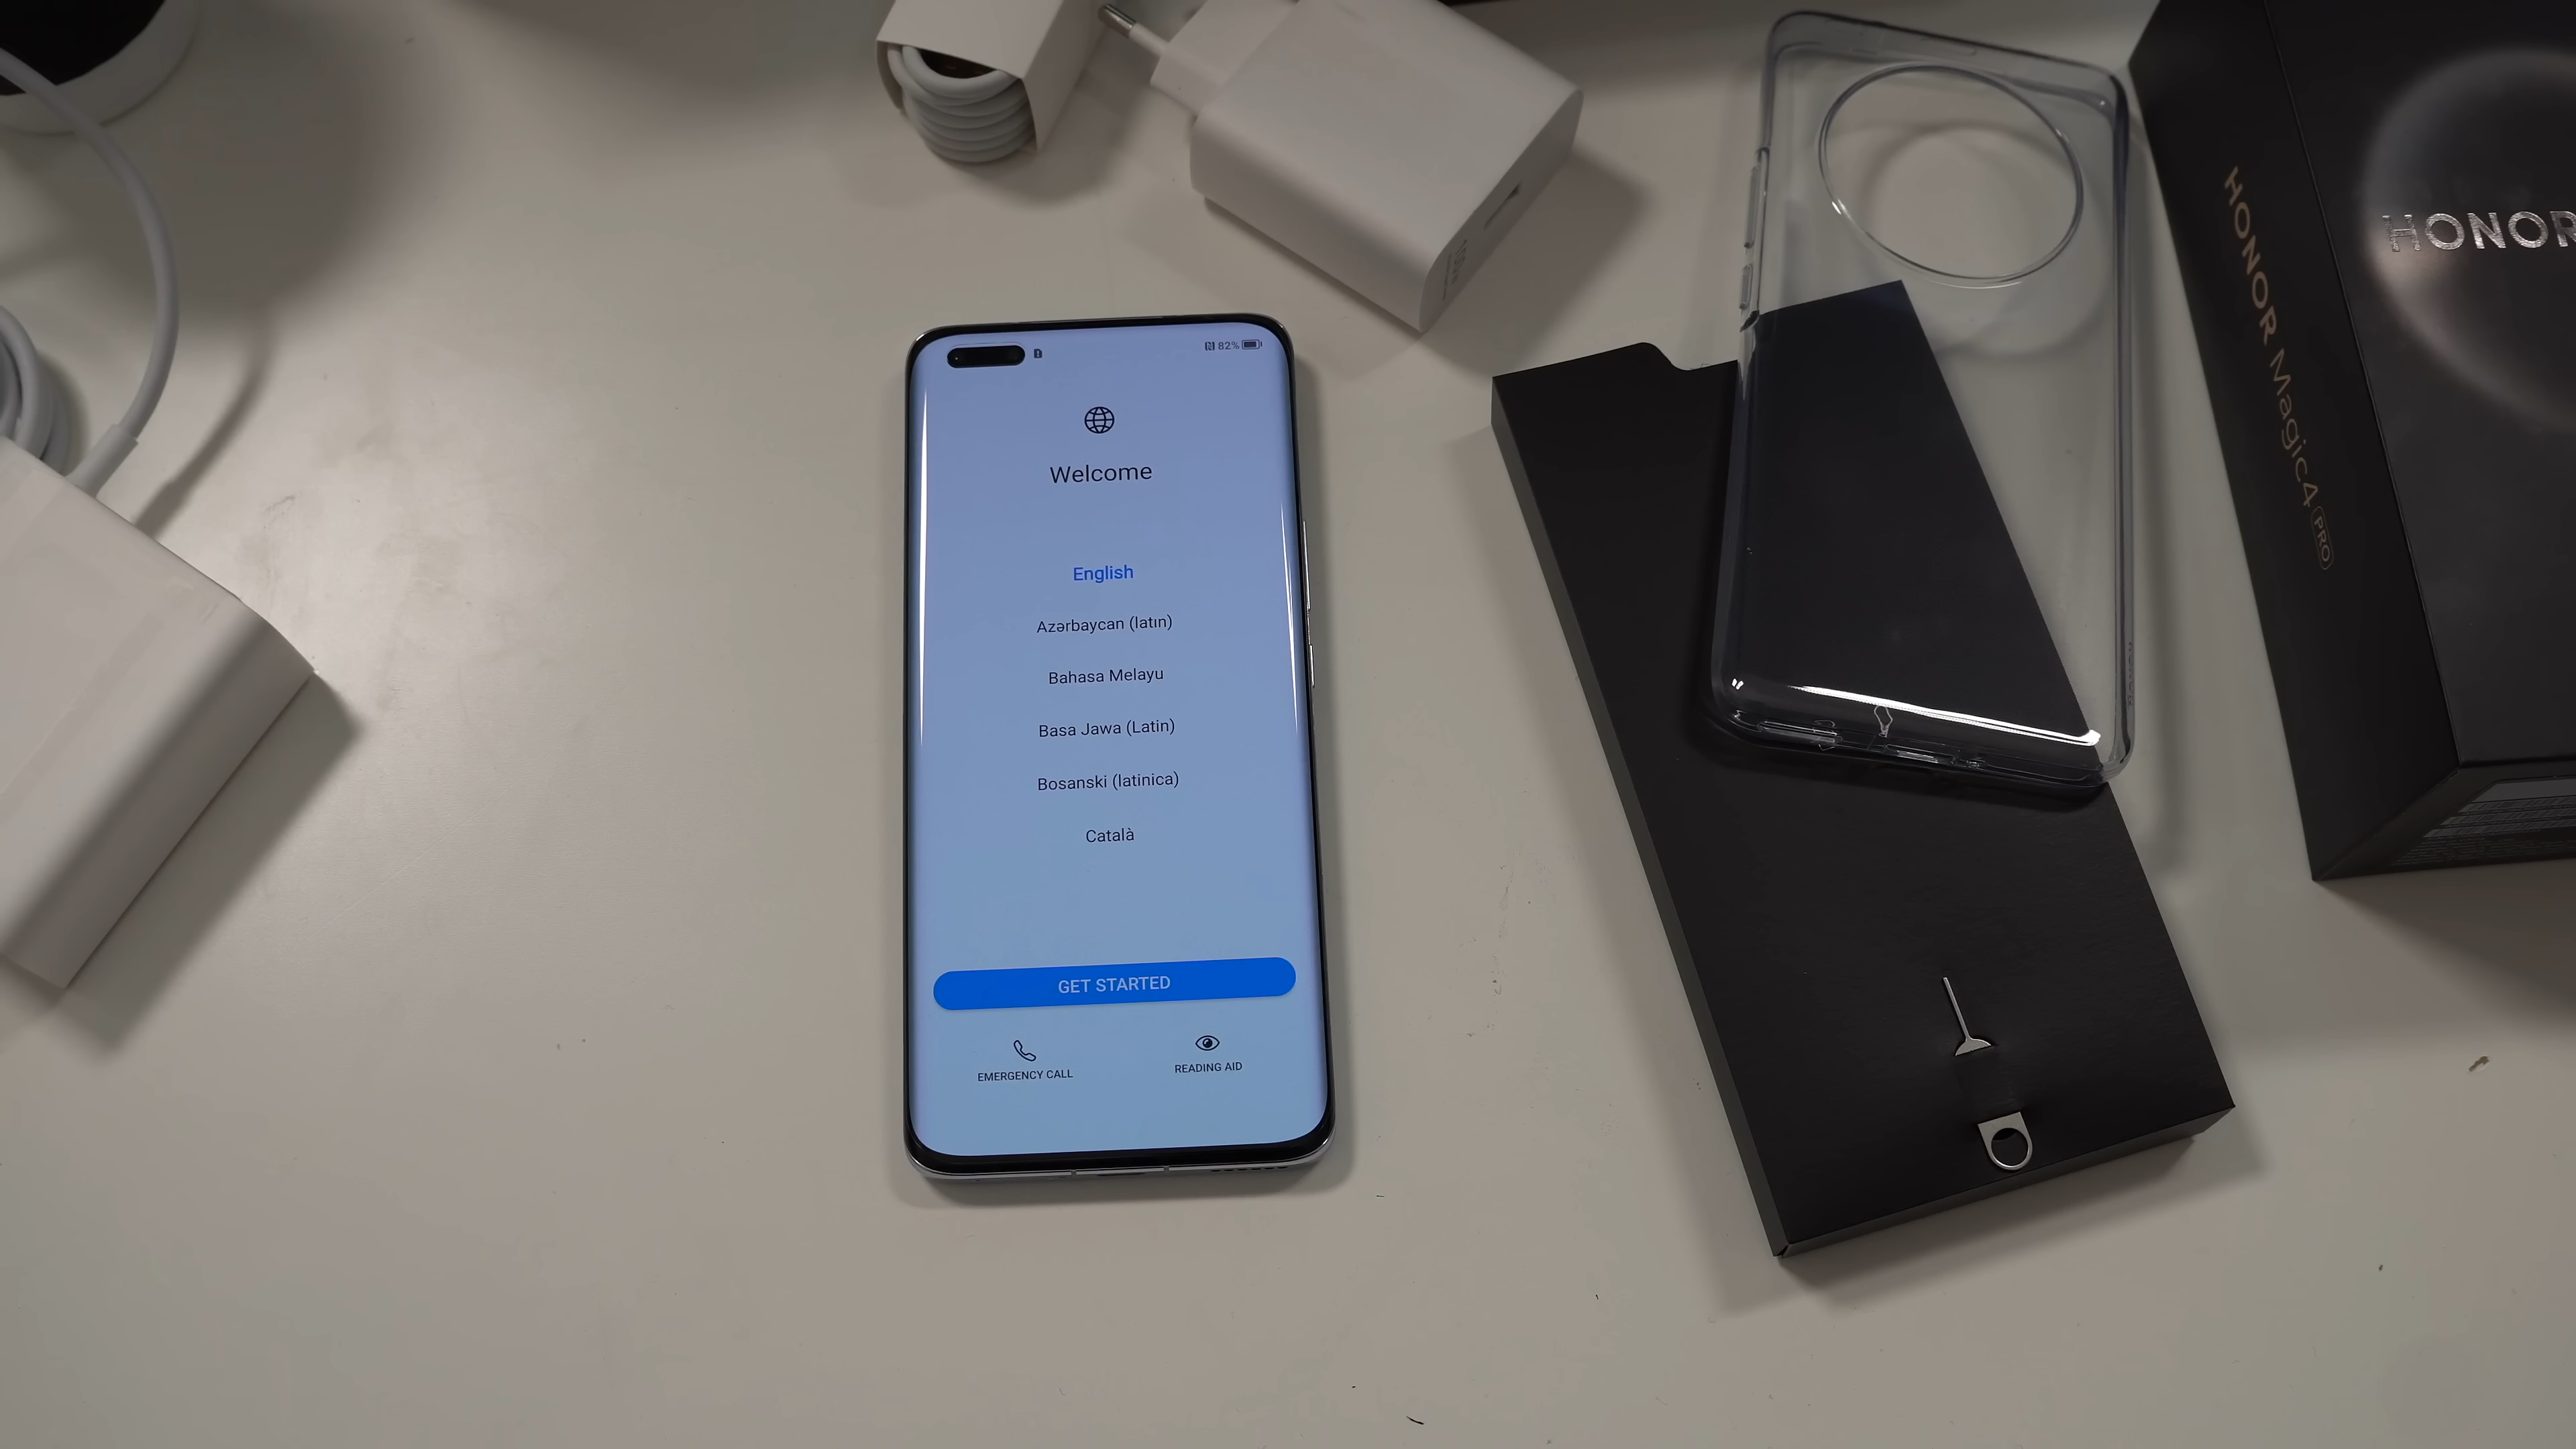 82%
Welcome
English
Azərbaycan (latın)
Bahasa Melayu
Basa Jawa (Latin)
Bosanski (latinica)
Català
GET STARTED
EMERGENCY CALL
READING AID
HONOR Magic4 PRO
HONOR